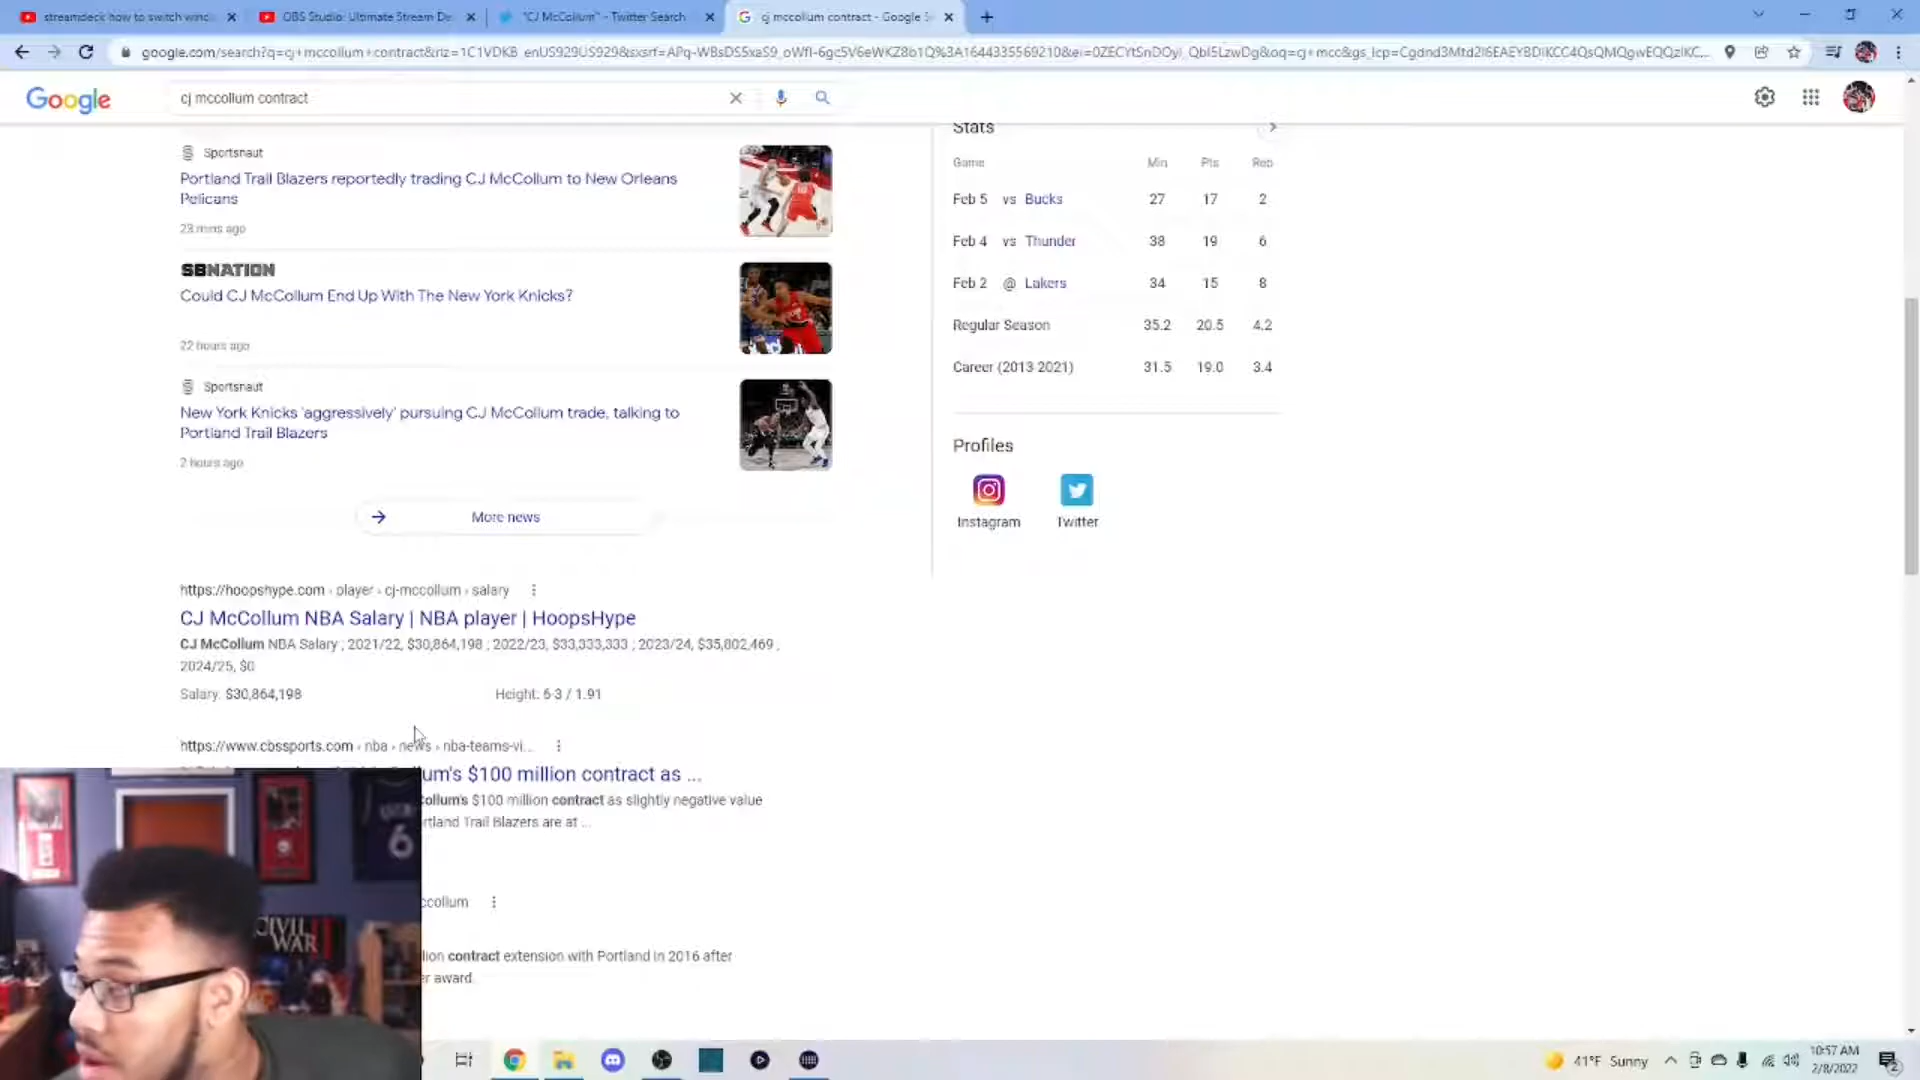 streamdeck how to switch wind
OBS Studio: Ultimate Stream De
"CJ McCollum" - Twitter Search
cj mccollum contract - Google S
Google
cj mccollum contract
Sportsnaut
Portland Trail Blazers reportedly trading CJ McCollum to New Orleans
Pelicans
23 mins ago
SBNATION
Could CJ McCollum End Up With The New York Knicks?
22 hours ago
Sportsnaut
New York Knicks 'aggressively' pursuing CJ McCollum trade, talking to
Portland Trail Blazers
2 hours ago
More news
https://hoopshype.com › player › cj-mccollum › salary
CJ McCollum NBA Salary | NBA player | HoopsHype
CJ McCollum NBA Salary ; 2021/22, $30,864,198 ; 2022/23, $33,333,333 ; 2023/24, $35,802,469 ;
2024/25, $0
Salary: $30,864,198 Height: 6-3 / 1.91
https://www.cbssports.com › nba › news › nba-teams-vi...
um's $100 million contract as ...
Collum's $100 million contract as slightly negative value
rtland Trail Blazers are at ...
ccollum
lion contract extension with Portland in 2016 after
r award.
Stats
Game Min Pts Reb
Feb 5 vs Bucks 27 17 2
Feb 4 vs Thunder 38 19 6
Feb 2 @ Lakers 34 15 8
Regular Season 35.2 20.5 4.2
Career (2013 2021) 31.5 19.0 3.4
Profiles
Instagram Twitter
6
CIVIL
WAR II
41°F Sunny
10:57 AM
2/8/2022
2